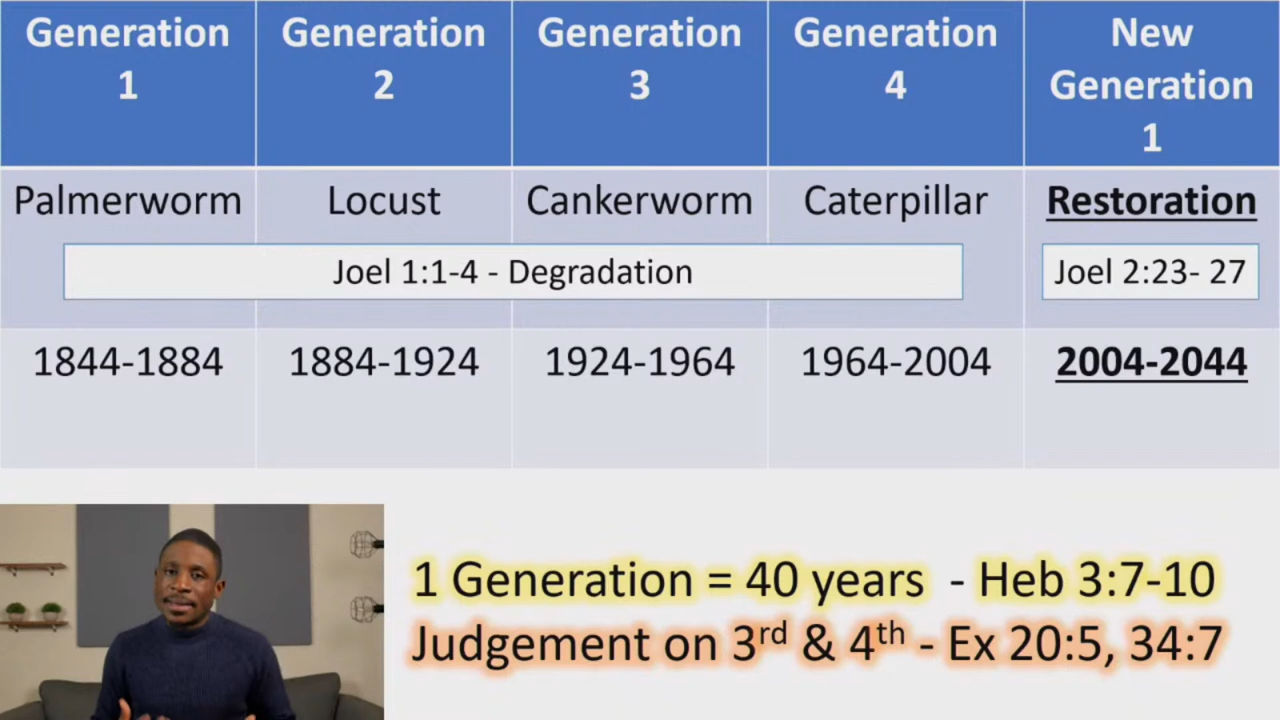 Generation
1
Generation
2
Generation
3
Generation
4
New
Generation
1
Palmerworm
Locust
Cankerworm
Caterpillar
Restoration
Joel 1:1-4 - Degradation
Joel 2:23- 27
1844-1884
1884-1924
1924-1964
1964-2004
2004-2044
1 Generation = 40 years - Heb 3:7-10
Judgement on 3rd & 4th - Ex 20:5, 34:7